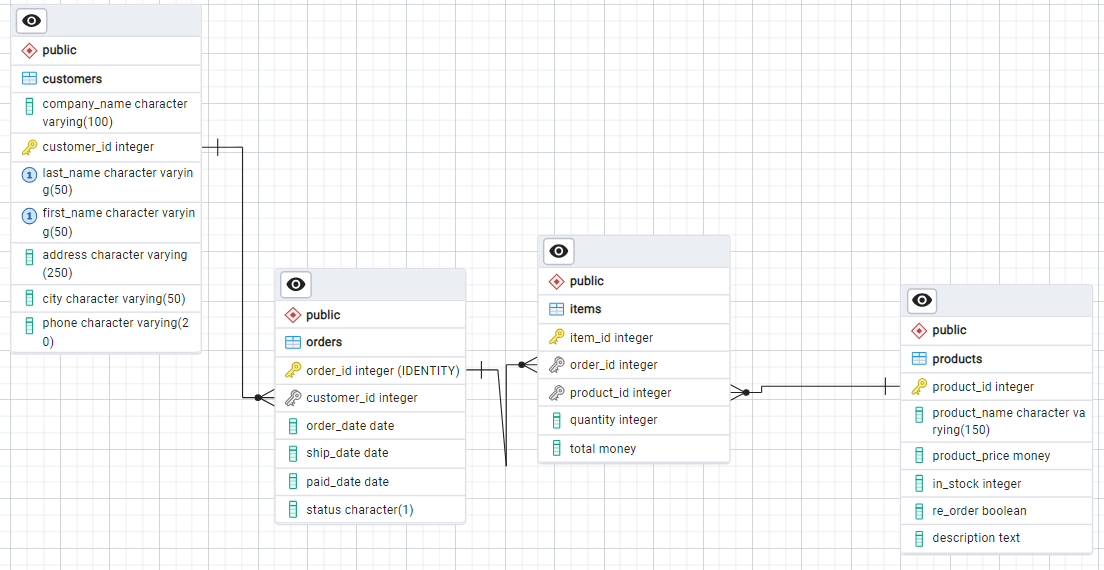 public
customers
company_name character
varying(100)
customer_id integer
1
last_name character varyin
g(50)
1
first_name character varyin
g(50)
address character varying
(250)
city character varying(50)
phone character varying(2
0)
public
orders
order_id integer (IDENTITY)
customer_id integer
order_date date
ship_date date
paid_date date
status character(1)
public
items
item_id integer
order_id integer
product_id integer
quantity integer
total money
public
products
product_id integer
product_name character va
rying(150)
product_price money
in_stock integer
re_order boolean
description text